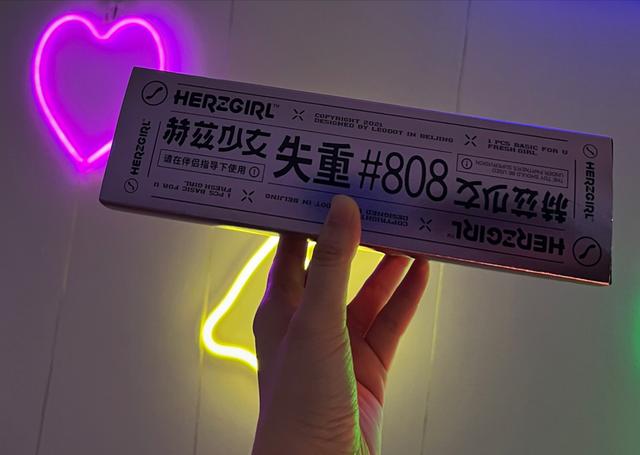 HERZGIRL™
COPYRIGHT 2021
DESIGNED BY LEDDOT IN BEIJING
1 PCS BASIC FOR U
FRESH GIRL
HERZGIRL
赫兹少女
请在伴侣指导下使用
失重#808
THE TOY SHOULD BE USED
UNDER PARTNER'S SUPERVISION
赫兹少女
HERZGIRL
1 PCS BASIC FOR U
FRESH GIRL
COPYRIGHT 2021
DESIGNED BY LEDDOT IN BEIJING
HERZGIRL™